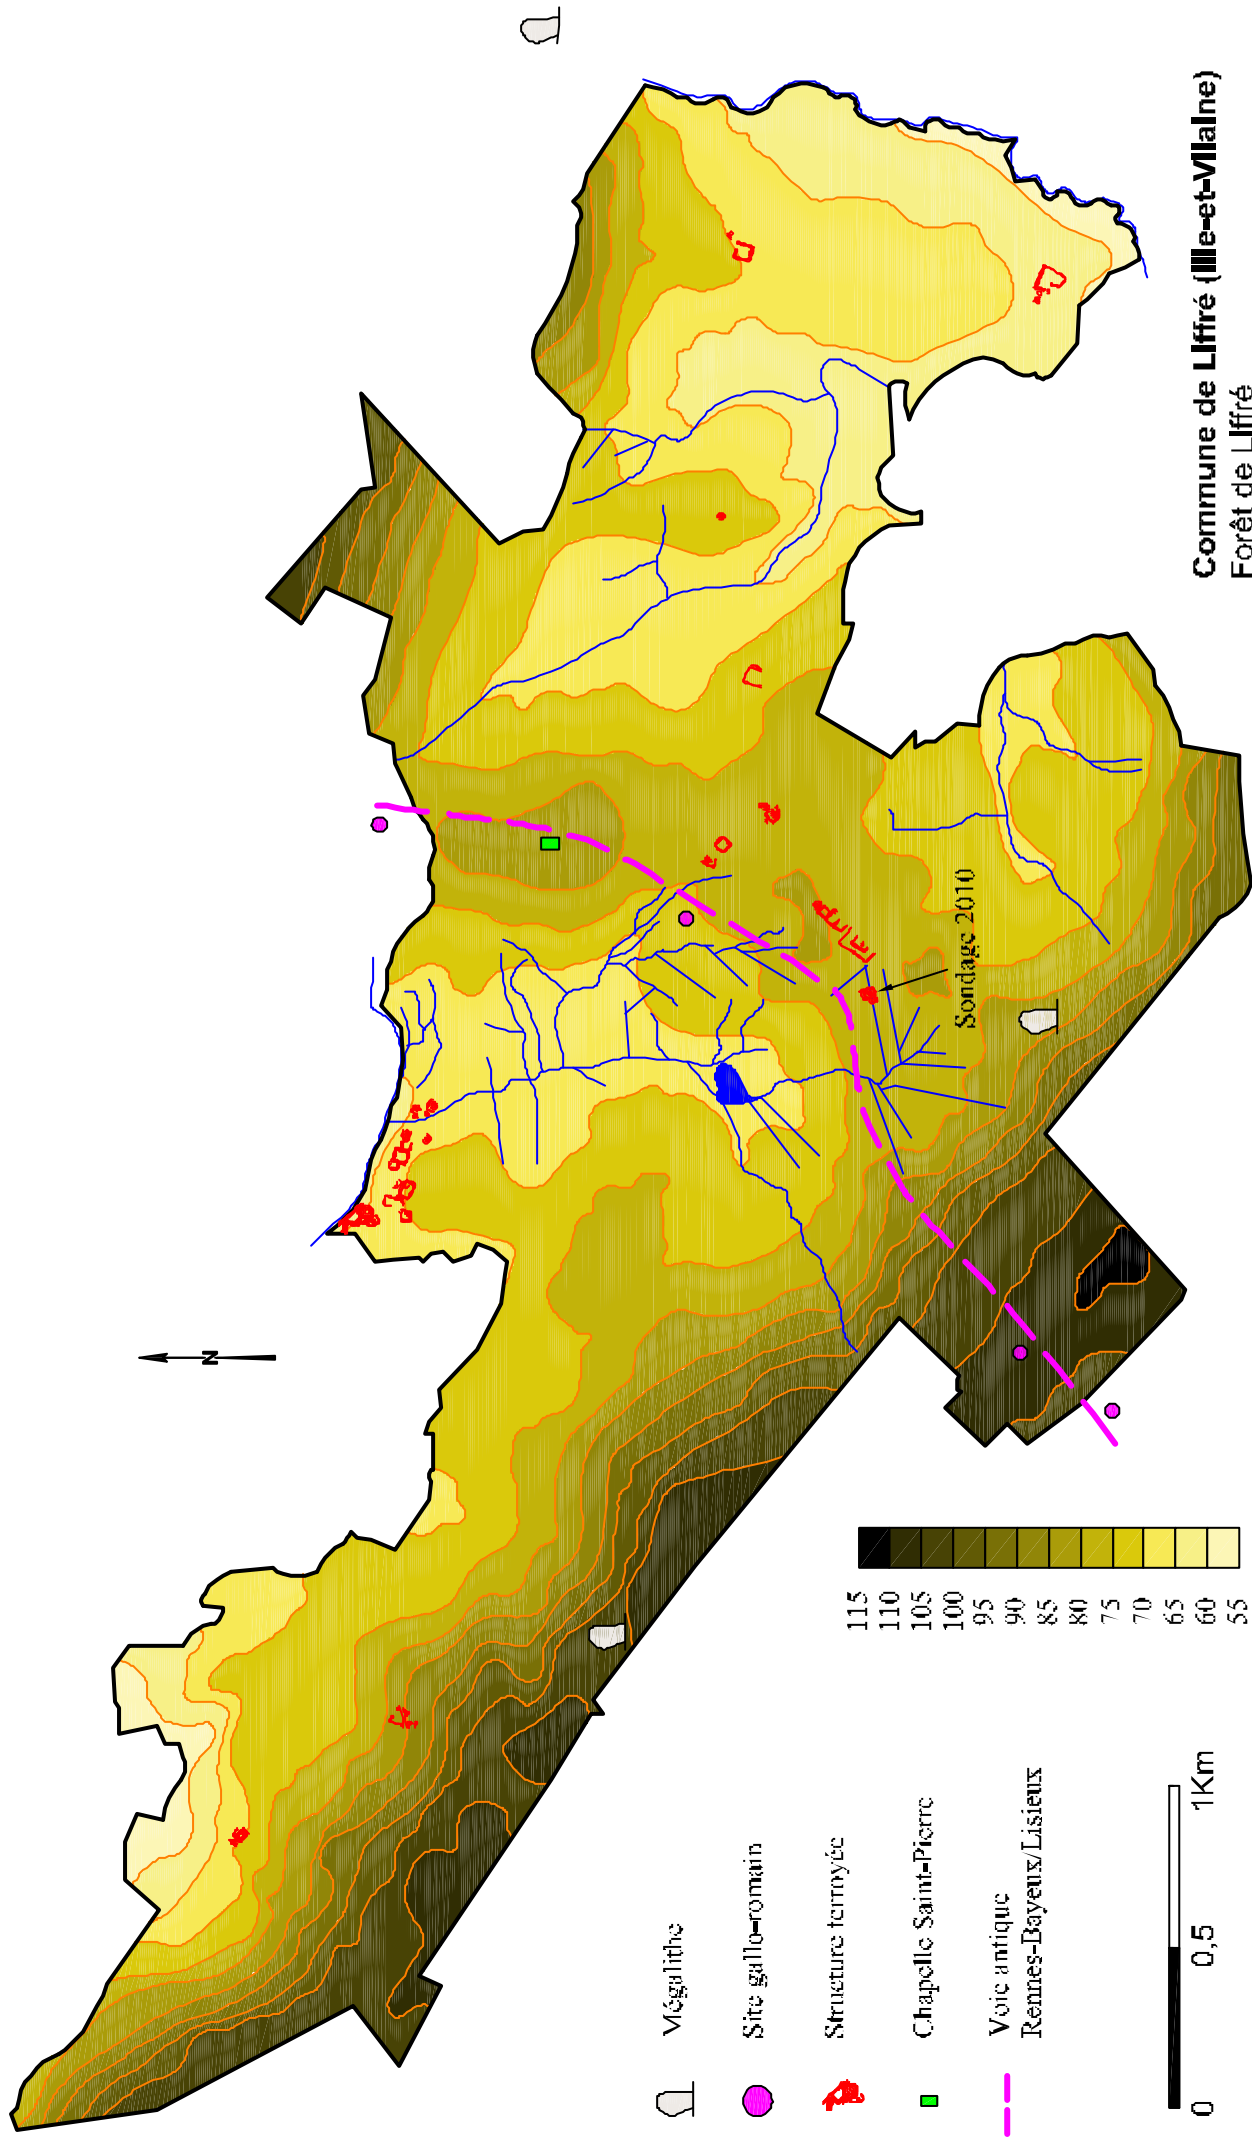 N
Sondage 2010
Commune de Liffré (Ille-et-Vilaine)
Forêt de Liffré
Mégalithe
Site gallo-romain
Structure terroyée
Chapelle Saint-Pierre
Voie antique
Rennes-Bayeux/Lisieux
115
110
105
100
95
90
85
80
75
70
65
60
55
0
0,5
1Km